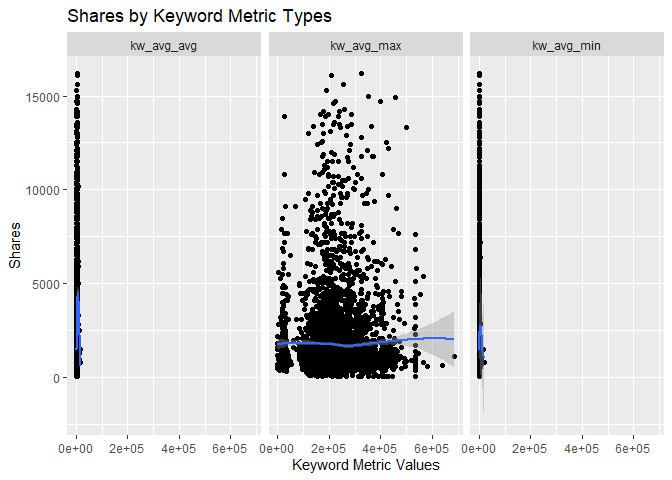 Shares by Keyword Metric Types
kw_avg_avg
kw_avg_max
kw_avg_min
Shares
15000
10000
5000
0
0e+00 2e+05 4e+05 6e+05
0e+00 2e+05 4e+05 6e+05
0e+00 2e+05 4e+05 6e+05
Keyword Metric Values